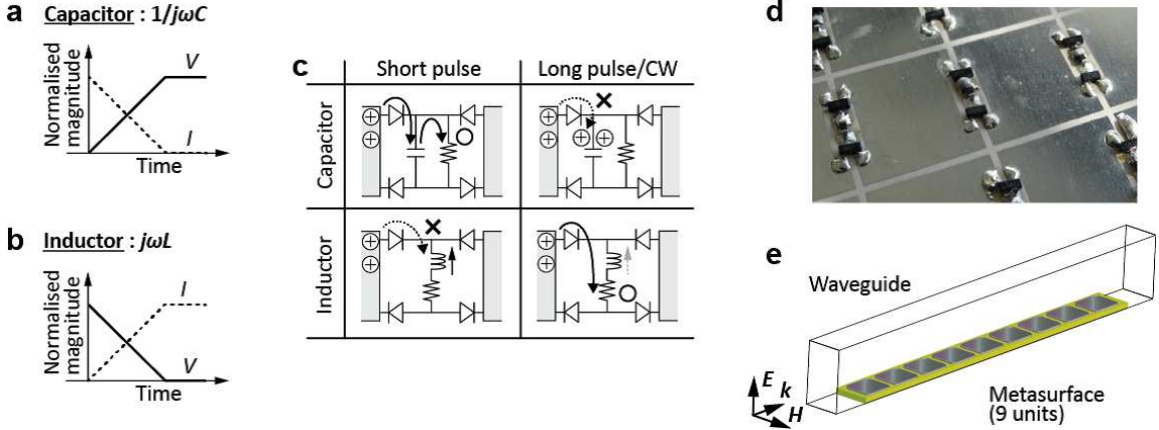 a
Capacitor : 1/jωC
Normalised
magnitude
V
I
Time
b
Inductor : jωL
Normalised
magnitude
I
V
Time
c
Short pulse
Long pulse/CW
Capacitor
Inductor
d
e
Waveguide
E
k
H
Metasurface
(9 units)